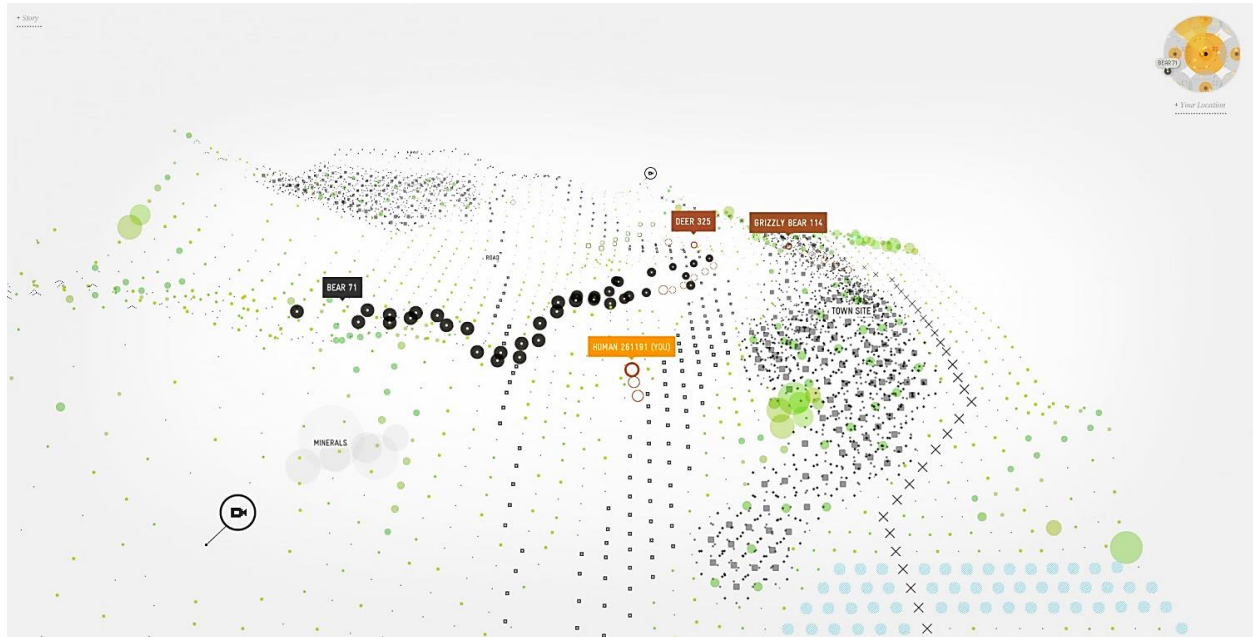 + Story
BEAR 71
+ Your Location
DEER 325
GRIZZLY BEAR 114
ROAD
BEAR 71
TOWN SITE
HUMAN 261191 (YOU)
MINERALS